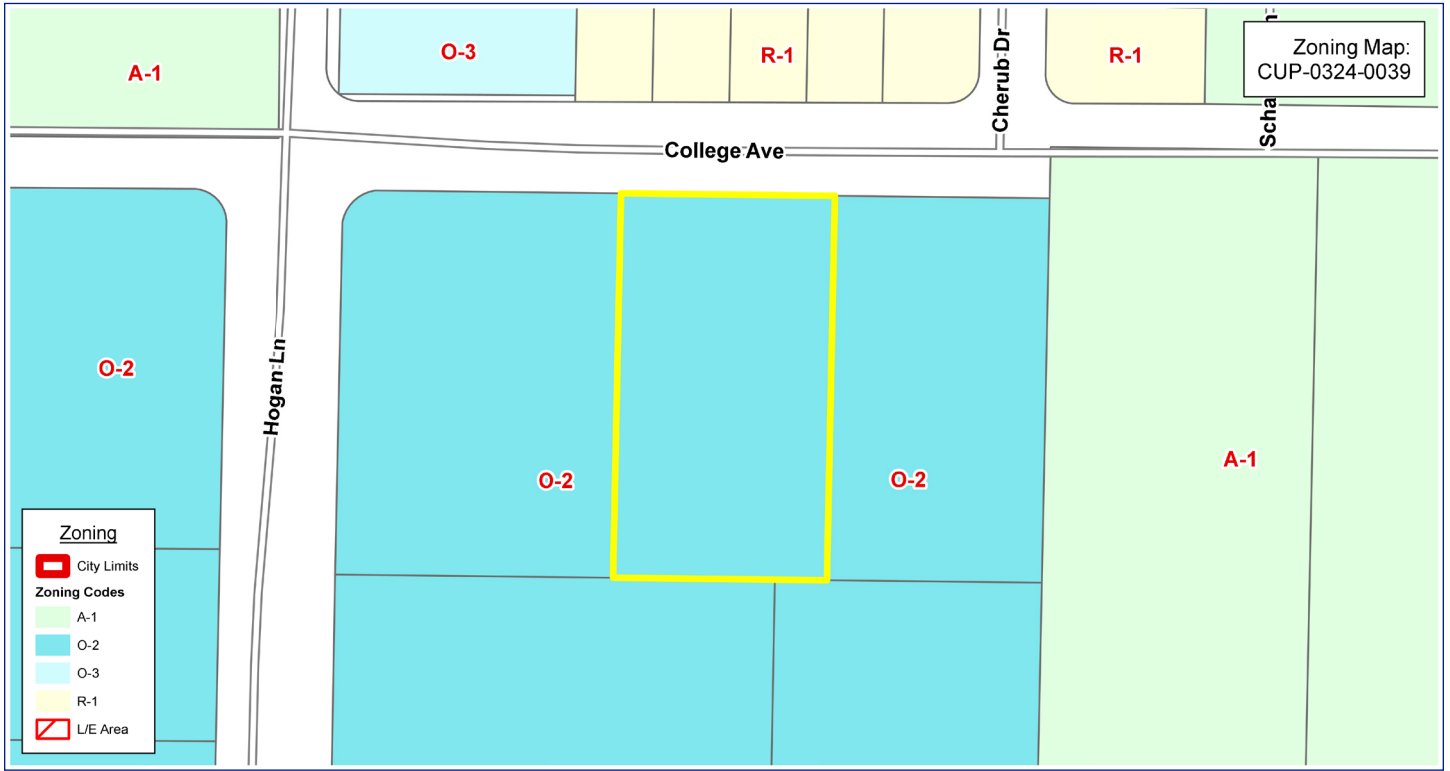 A-1
O-3
R-1
Cherub Dr
R-1
Zoning Map:
CUP-0324-0039
College Ave
O-2
Hogan Ln
O-2
O-2
A-1
Zoning
City Limits
Zoning Codes
A-1
O-2
O-3
R-1
L/E Area